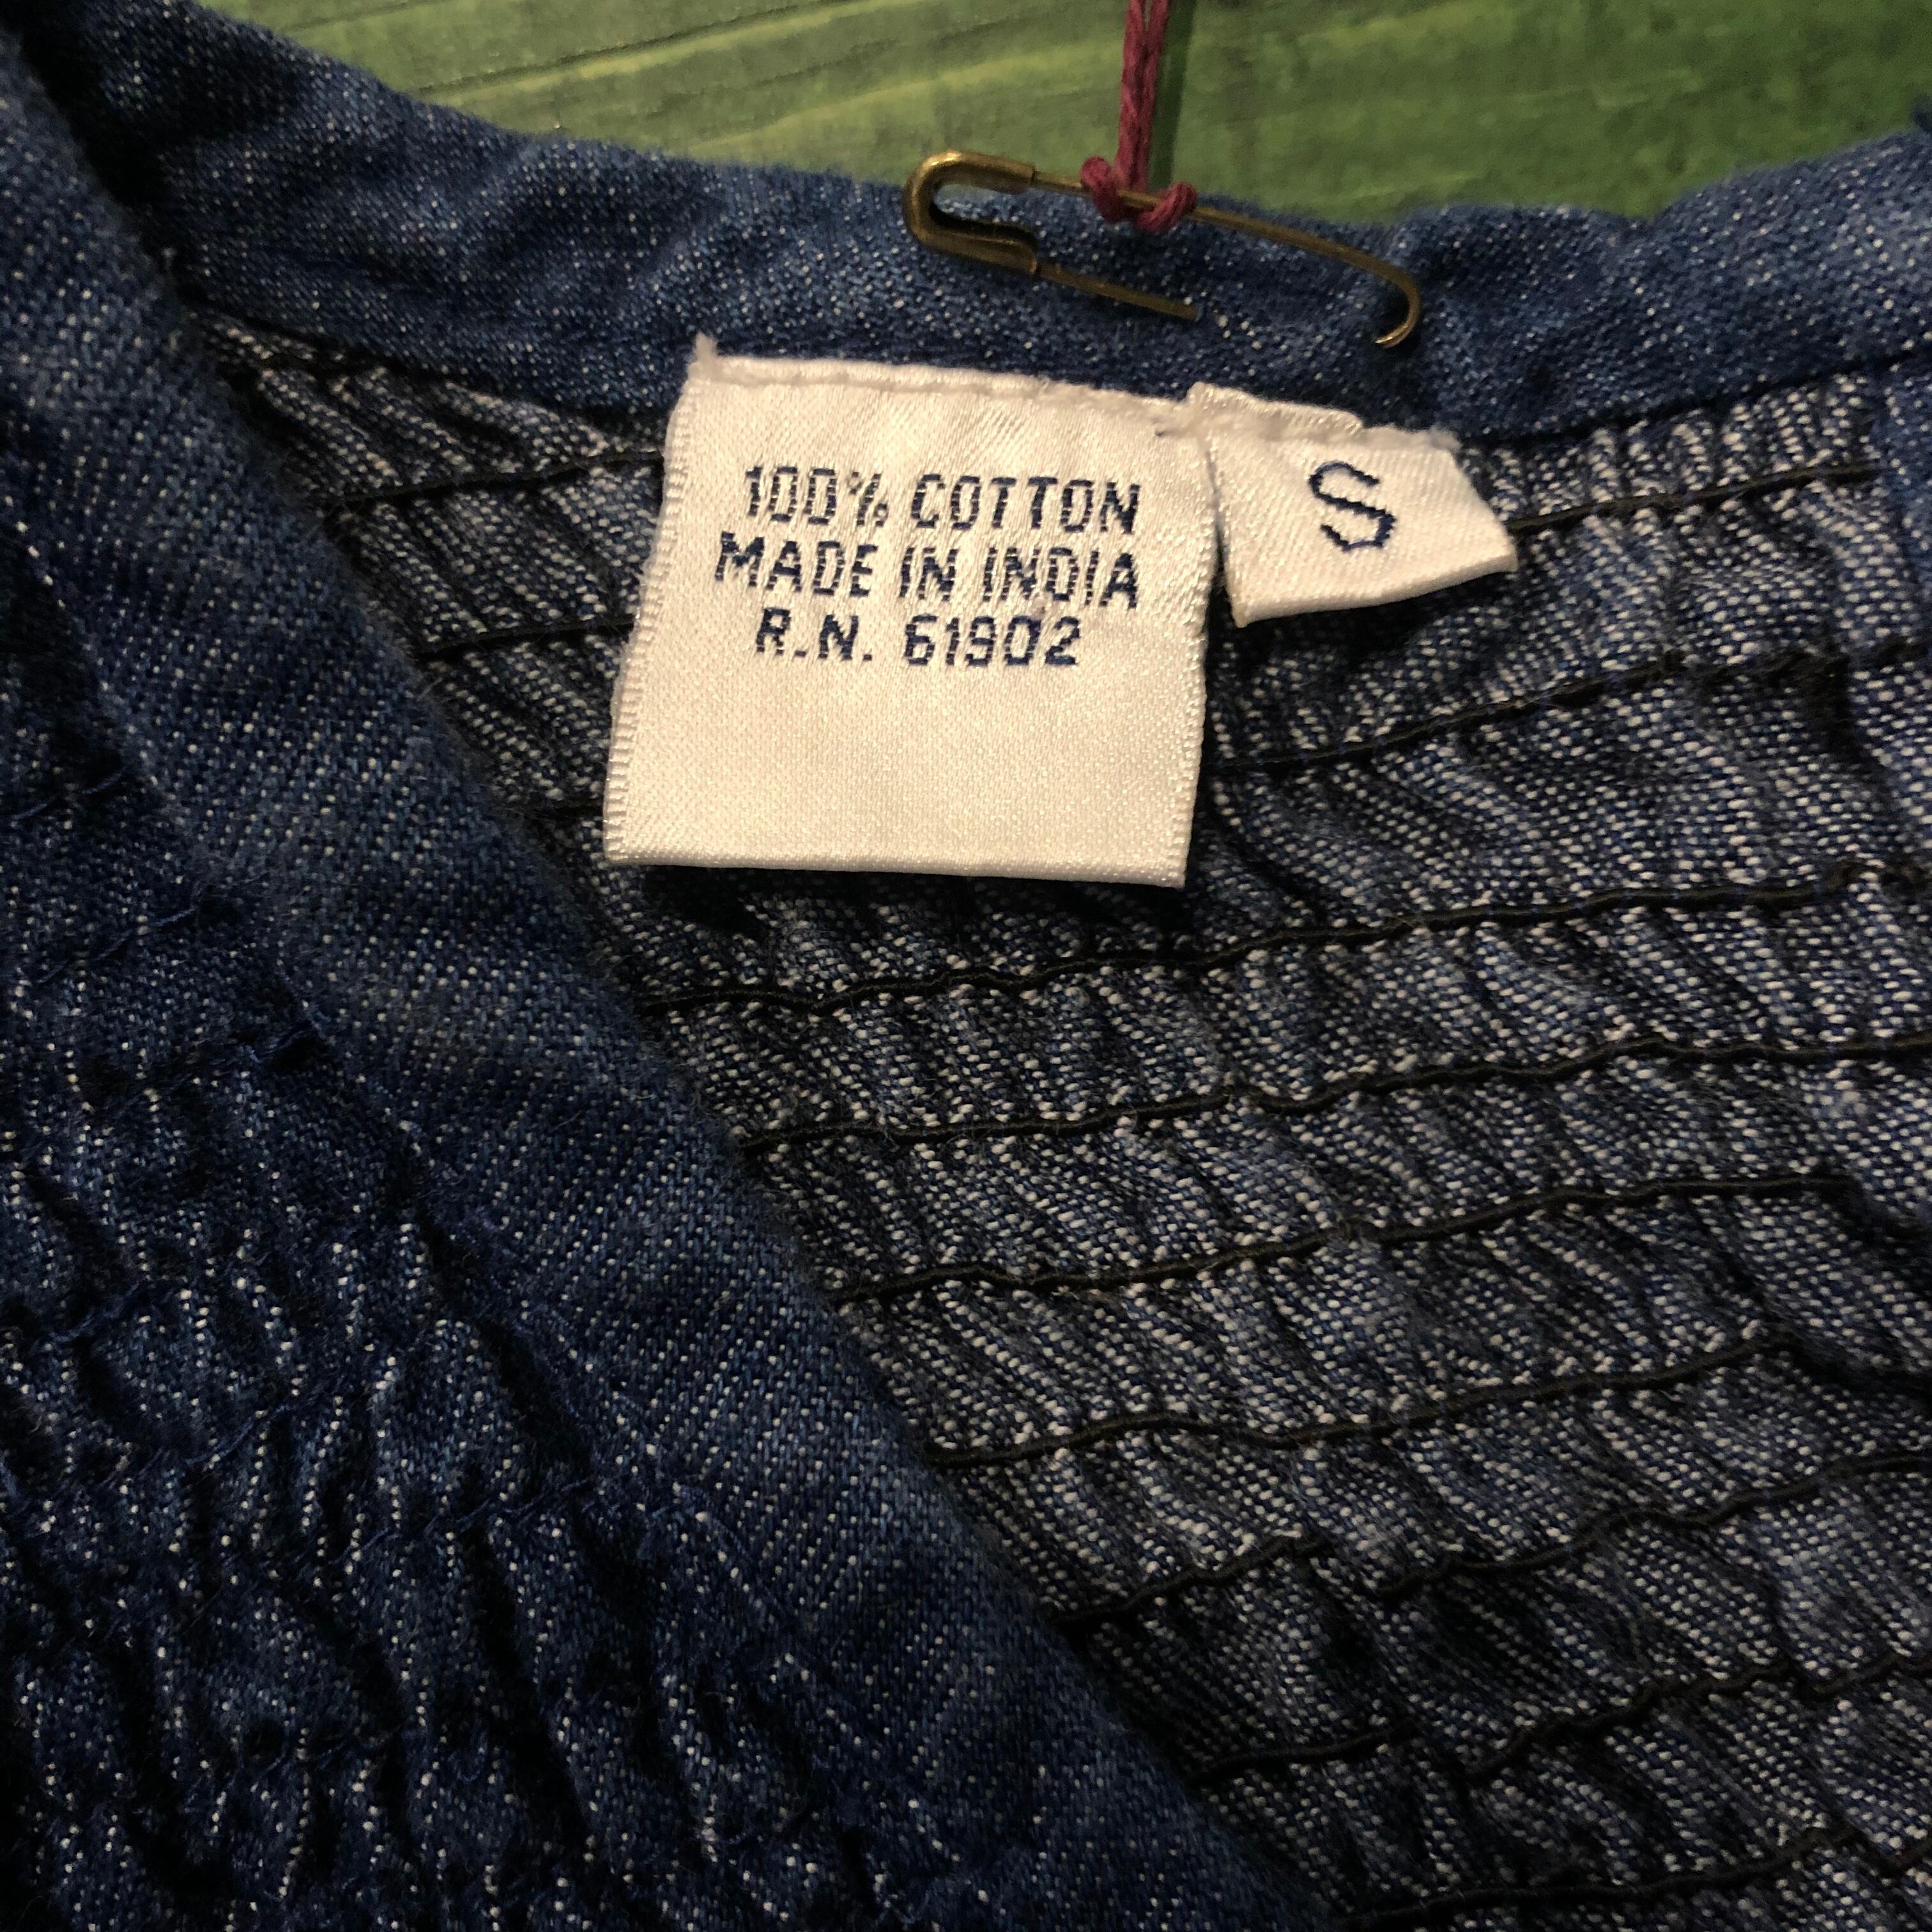 100% COTTON
MADE IN INDIA
R.N. 61902
S